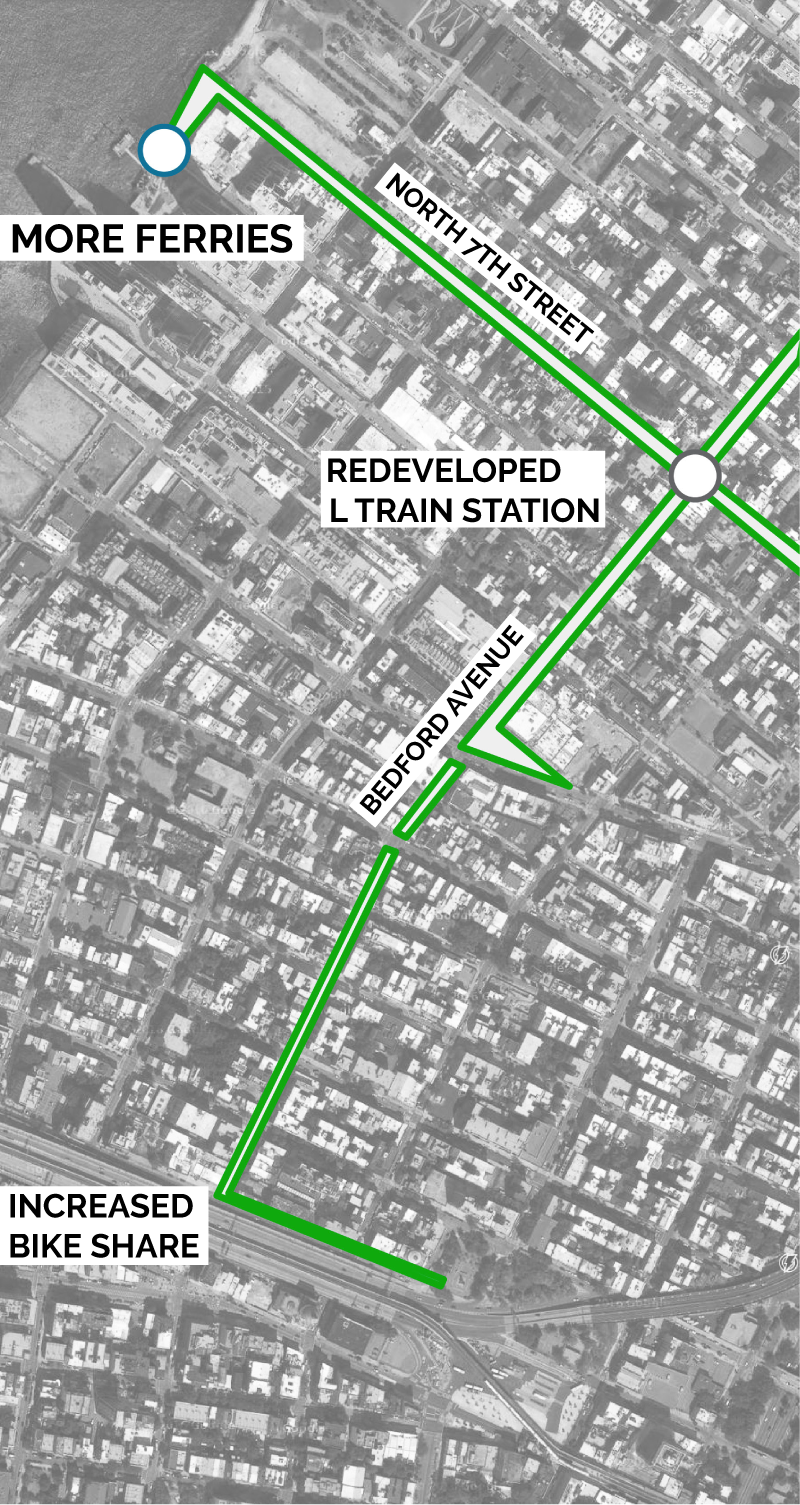 NORTH 7TH STREET
MORE FERRIES
REDEVELOPED
L TRAIN STATION
BEDFORD AVENUE
INCREASED
BIKE SHARE